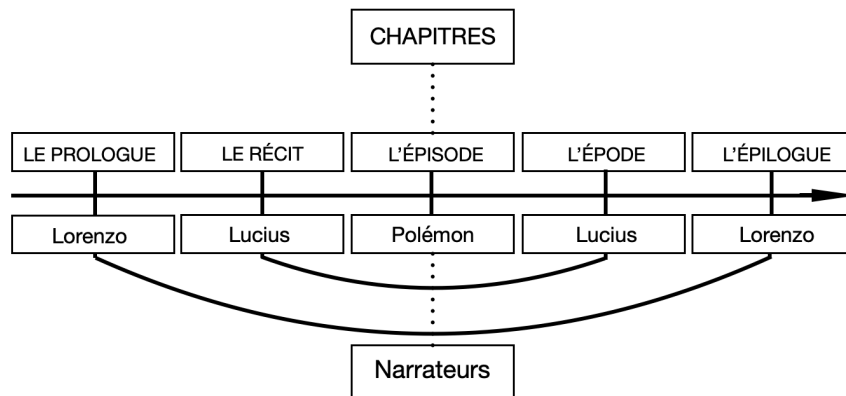 CHAPITRES
LE PROLOGUE
LE RÉCIT
L'ÉPISODE
L'ÉPODE
L'ÉPILOGUE
Lorenzo
Lucius
Polémon
Lucius
Lorenzo
Narrateurs